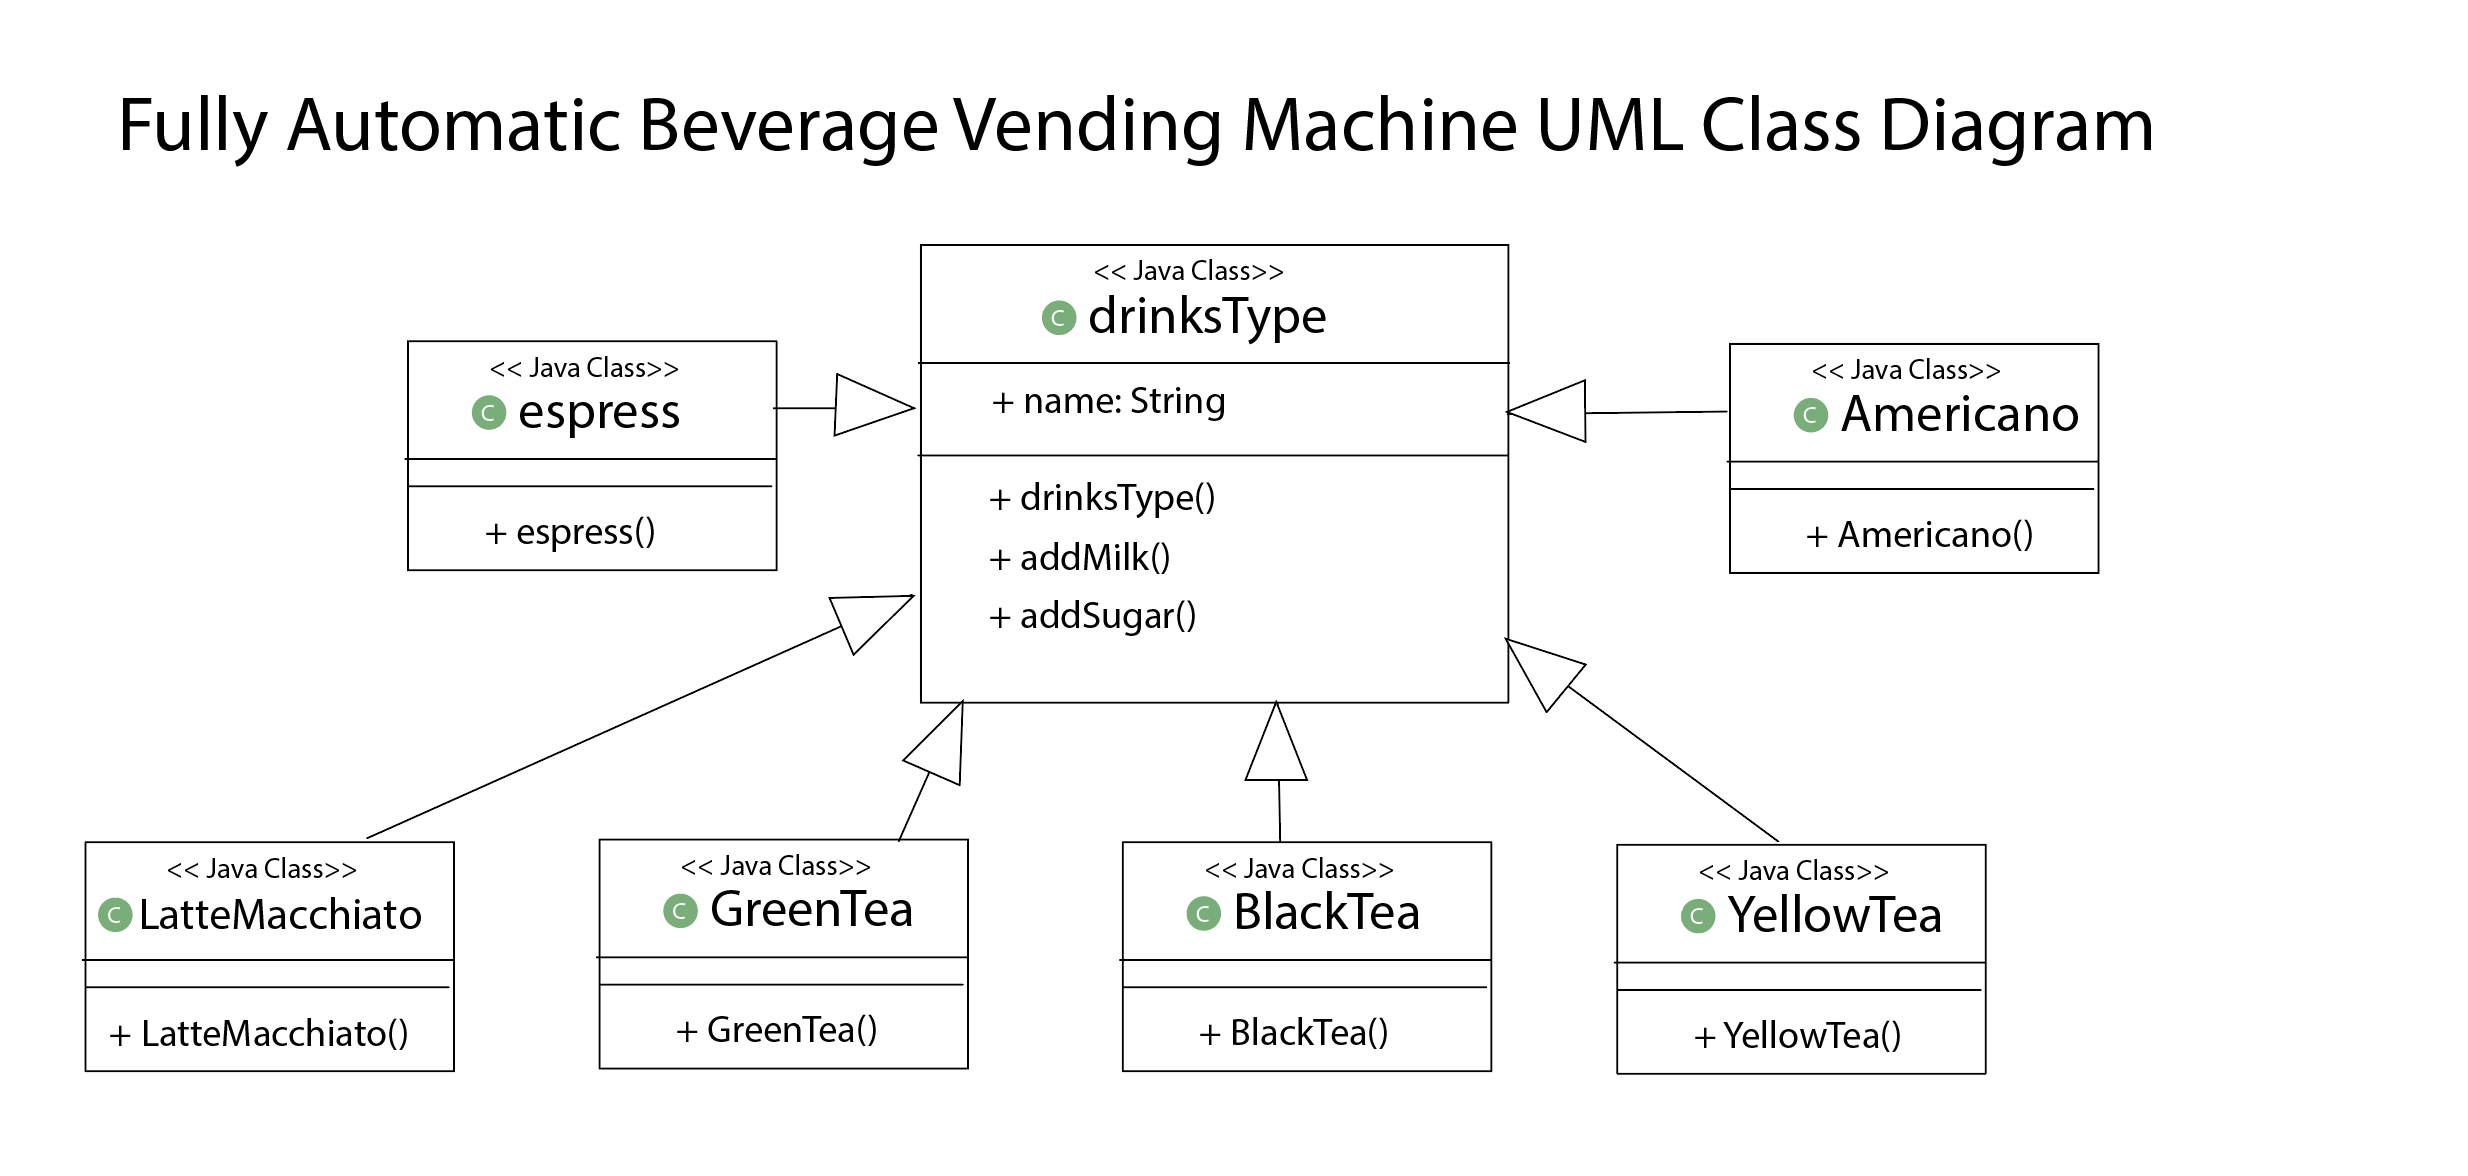 Fully Automatic Beverage Vending Machine UML Class Diagram
<< Java Class>>
C drinksType
+ name: String
+ drinksType()
+ addMilk()
+ addSugar()
<< Java Class>>
C espress
+ espress()
<< Java Class>>
C Americano
+ Americano()
<< Java Class>>
C LatteMacchiato
+ LatteMacchiato()
<< Java Class>>
C GreenTea
+ GreenTea()
<< Java Class>>
C BlackTea
+ BlackTea()
<< Java Class>>
C YellowTea
+ YellowTea()